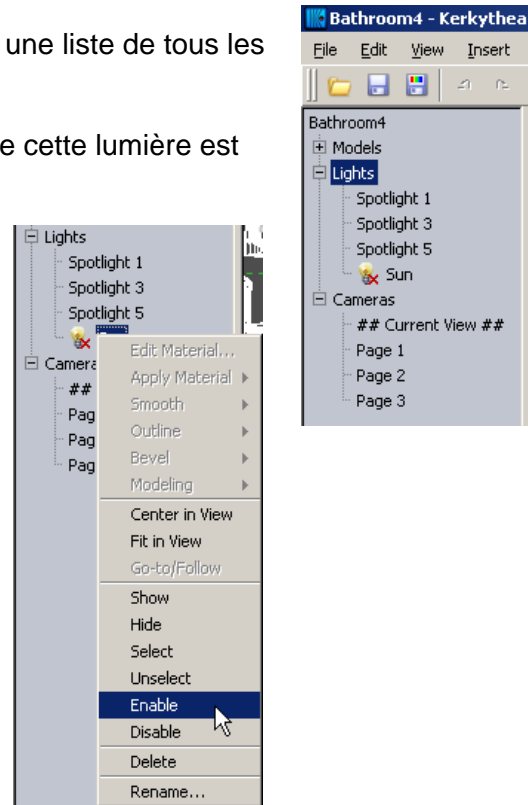 une liste de tous les
e cette lumière est
Bathroom4 - Kerkythea
File Edit View Insert
Bathroom4
Models
Lights
Spotlight 1
Spotlight 3
Spotlight 5
Sun
Cameras
## Current View ##
Page 1
Page 2
Page 3
Lights
Spotlight 1
Spotlight 3
Spotlight 5
Camera
##
Pag
Pag
Pag
Edit Material...
Apply Material
Smooth
Outline
Bevel
Modeling
Center in View
Fit in View
Go-to/Follow
Show
Hide
Select
Unselect
Enable
Disable
Delete
Rename...